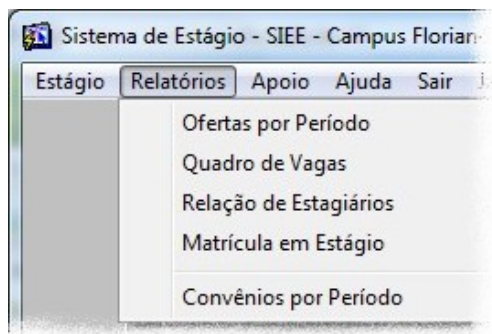 Sistema de Estágio - SIEE - Campus Florian
Estágio Relatórios Apoio Ajuda Sair
Ofertas por Período
Quadro de Vagas
Relação de Estagiários
Matrícula em Estágio
Convênios por Período